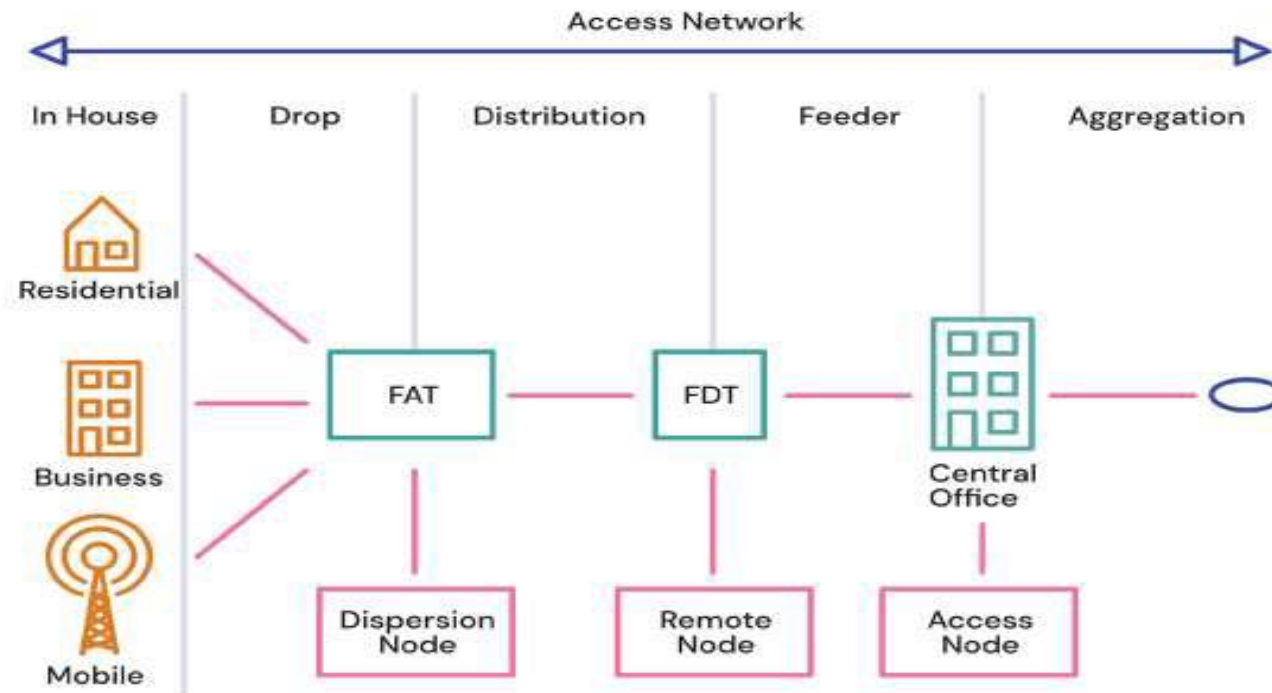 Access Network
In House
Drop
Distribution
Feeder
Aggregation
Residential
FAT
FDT
Business
Central
Office
Mobile
Dispersion
Node
Remote
Node
Access
Node